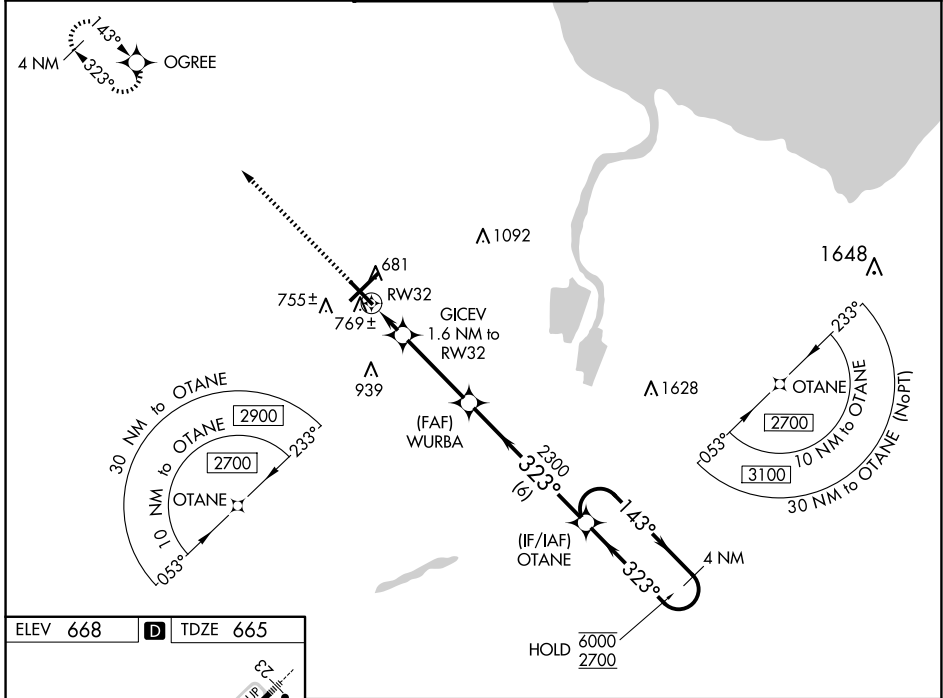 143°
4 NM
323°
OGREE
1092
1648
681
RW32
755±
769±
GICEV
1.6 NM to
RW32
939
1628
(FAF)
WURBA
2300
323°
(6)
(IF/IAF)
OTANE
143°
323°
4 NM
HOLD 6000
2700
30 NM to OTANE
2900
10 NM to OTANE
2700
233°
OTANE
053°
233°
OTANE
2700
10 NM to OTANE
053°
3100
30 NM to OTANE (NoPT)
ELEV 668 D TDZE 665
23
UP